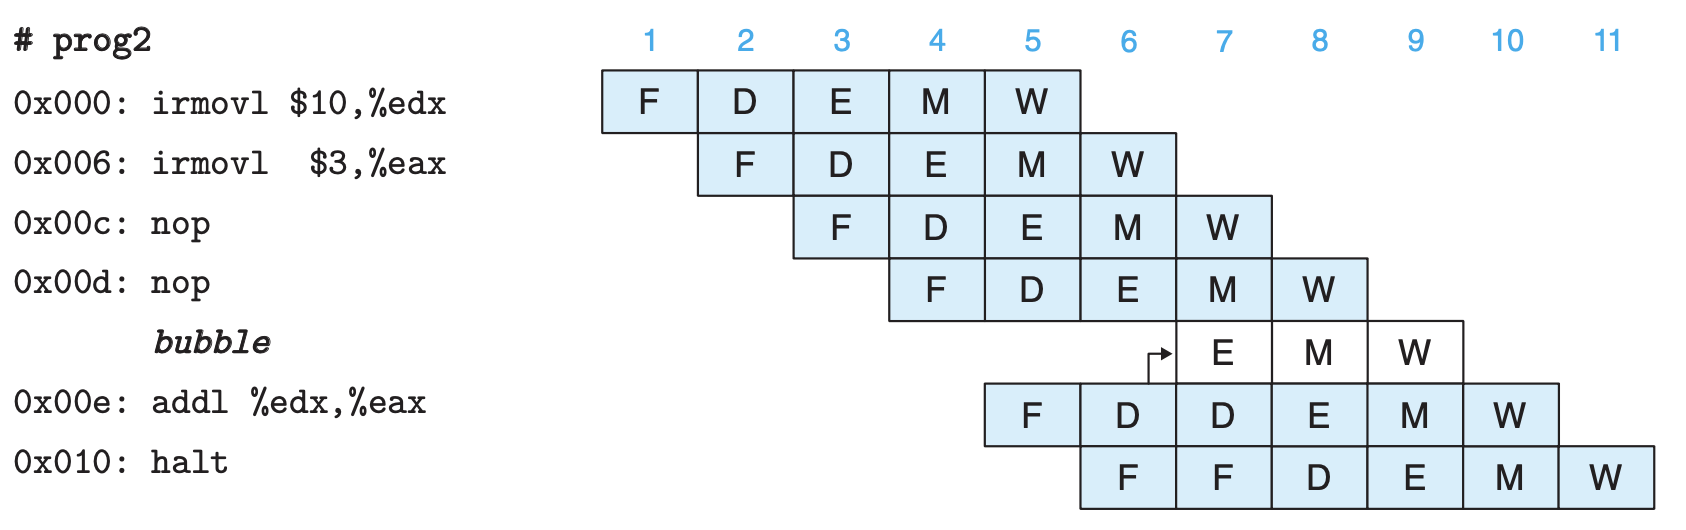 # prog2 1 2 3 4 5 6 7 8 9 10 11
0x000: irmovl $10,%edx F D E M W
0x006: irmovl  $3,%eax F D E M W
0x00c: nop F D E M W
0x00d: nop F D E M W
bubble E M W
0x00e: addl %edx,%eax F D D E M W
0x010: halt F F D E M W